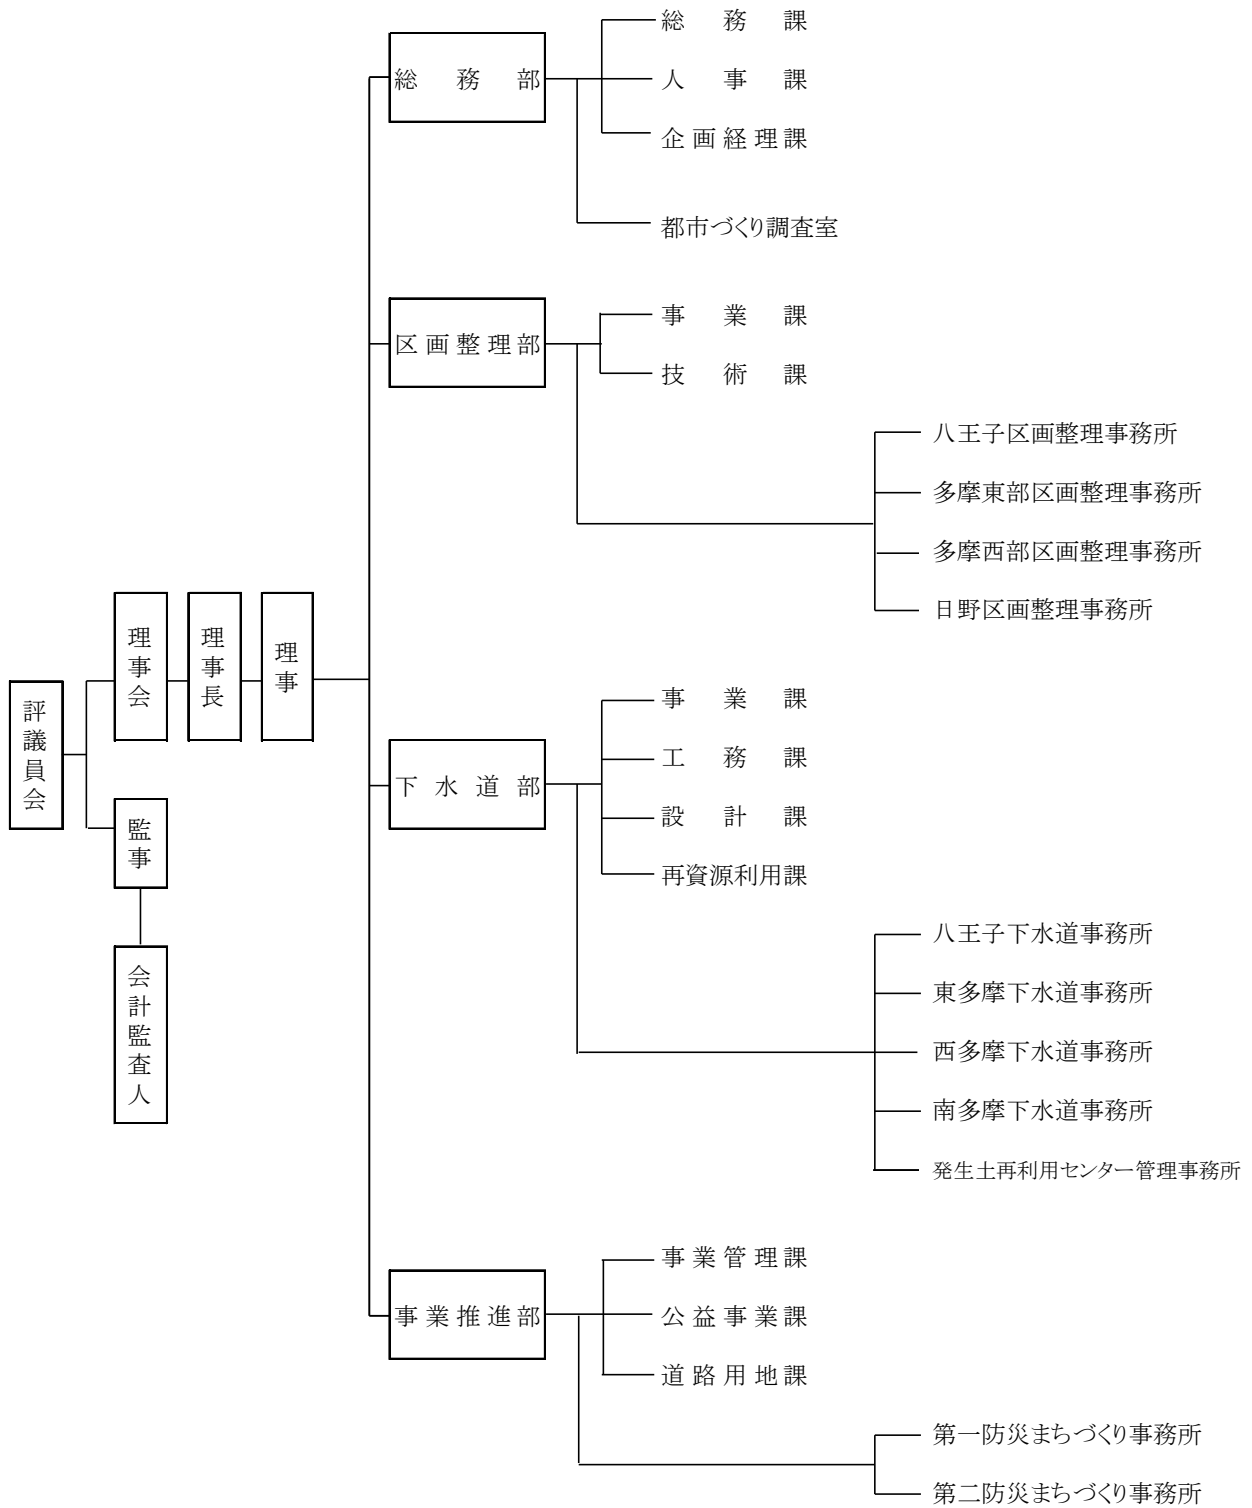 評議員会
理事会
理事長
理事
監事
会計監査人
総務部
総務課
人事課
企画経理課
都市づくり調査室
区画整理部
事業課
技術課
八王子区画整理事務所
多摩東部区画整理事務所
多摩西部区画整理事務所
日野区画整理事務所
下水道部
事業課
工務課
設計課
再資源利用課
八王子下水道事務所
東多摩下水道事務所
西多摩下水道事務所
南多摩下水道事務所
発生土再利用センター管理事務所
事業推進部
事業管理課
公益事業課
道路用地課
第一防災まちづくり事務所
第二防災まちづくり事務所